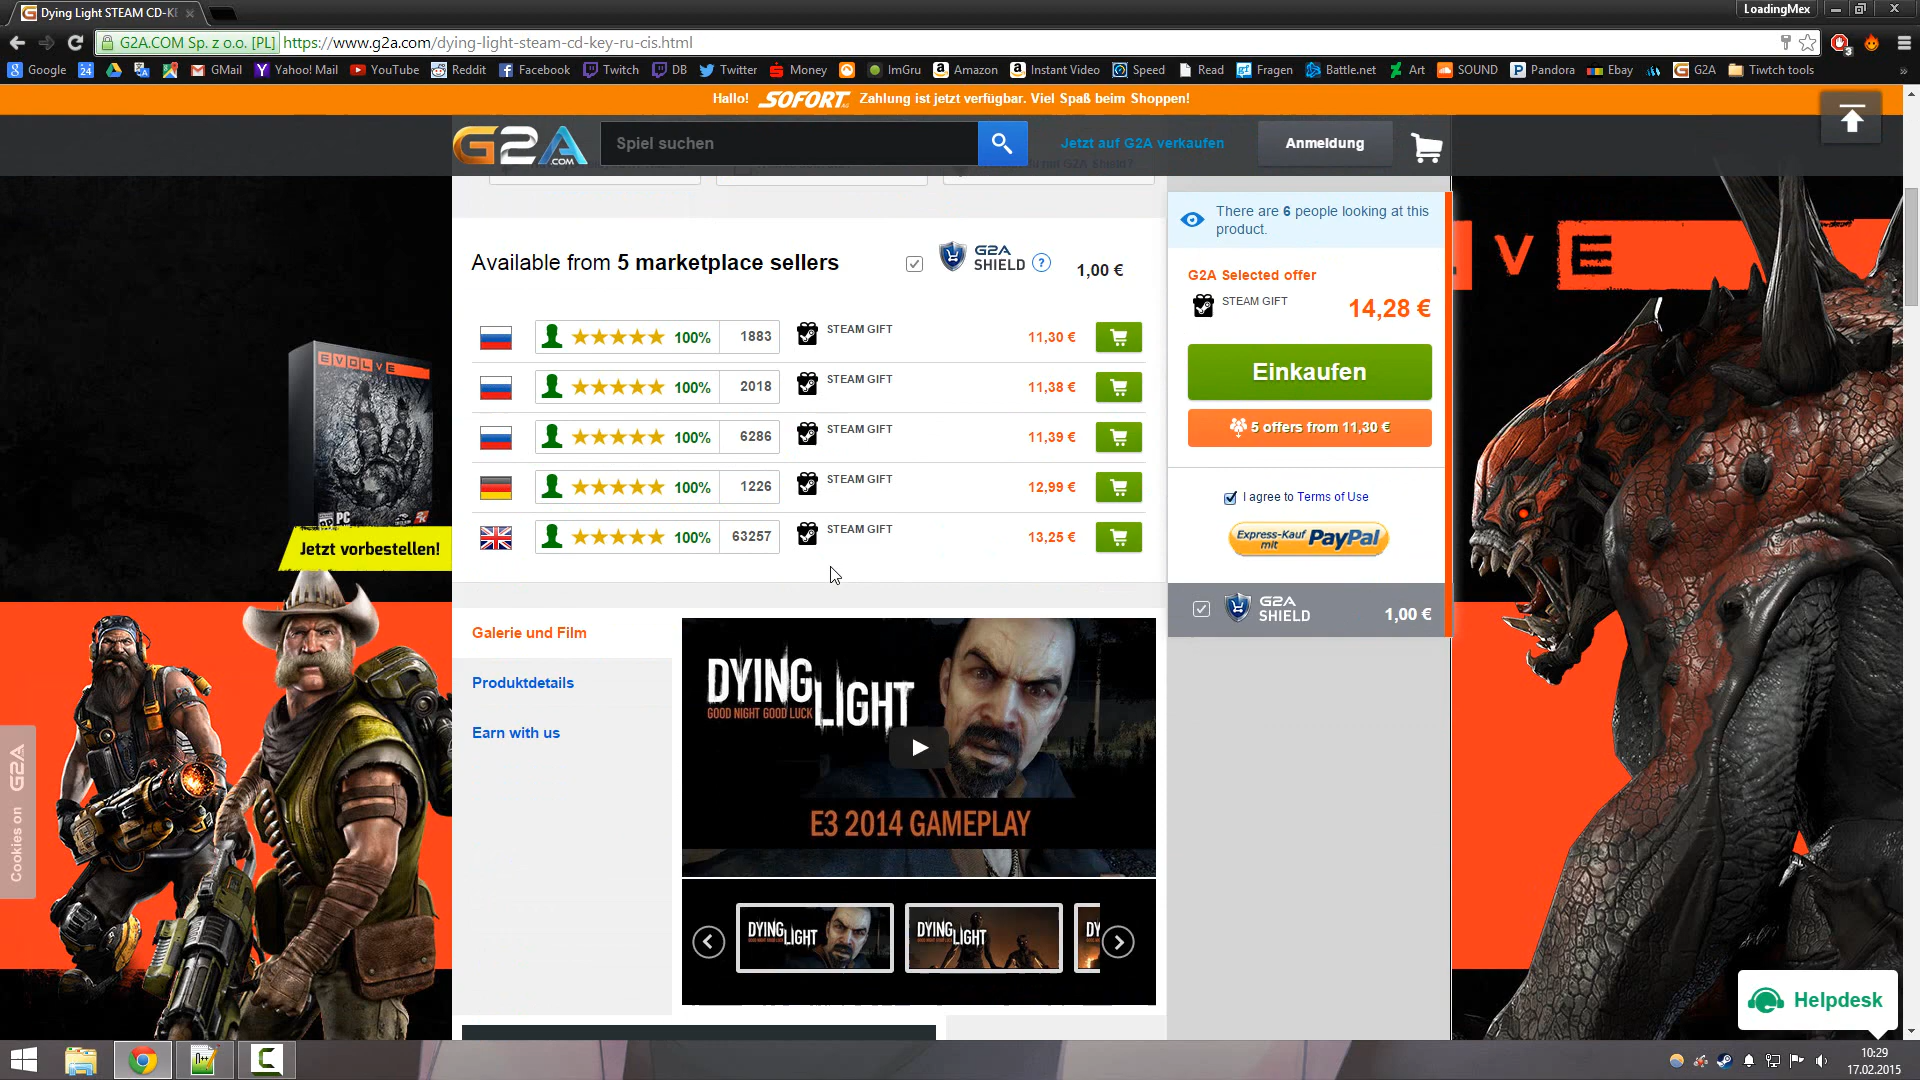 Dying Light STEAM CD-KE
LoadingMex
G2A.COM Sp. z o.o. [PL]
https://www.g2a.com/dying-light-steam-cd-key-ru-cis.html
3
Google 24 GMail Yahoo! Mail YouTube Reddit Facebook Twitch DB Twitter Money ImGru Amazon Instant Video Speed Read Fragen Battle.net Art SOUND Pandora Ebay G2A Tiwtch tools »
Hallo! SOFORT Zahlung ist jetzt verfügbar. Viel Spaß beim Shoppen!
G2A.COM
Spiel suchen
Jetzt auf G2A verkaufen
Anmeldung
There are 6 people looking at this
product.
Available from 5 marketplace sellers
G2A
SHIELD ?
1,00 €
G2A Selected offer
STEAM GIFT
14,28 €
100% 1883 STEAM GIFT 11,30 €
100% 2018 STEAM GIFT 11,38 €
100% 6286 STEAM GIFT 11,39 €
100% 1226 STEAM GIFT 12,99 €
100% 63257 STEAM GIFT 13,25 €
Einkaufen
5 offers from 11,30 €
I agree to Terms of Use
Express-Kauf
mit PayPal
G2A
SHIELD
1,00 €
EVOLVE
PC
2K
Jetzt vorbestellen!
VE
Galerie und Film
Produktdetails
Earn with us
DYING LIGHT
GOOD NIGHT GOOD LUCK
E3 2014 GAMEPLAY
DYING LIGHT
DYING LIGHT
DY
Cookies on G2A
Helpdesk
10:29
17.02.2015